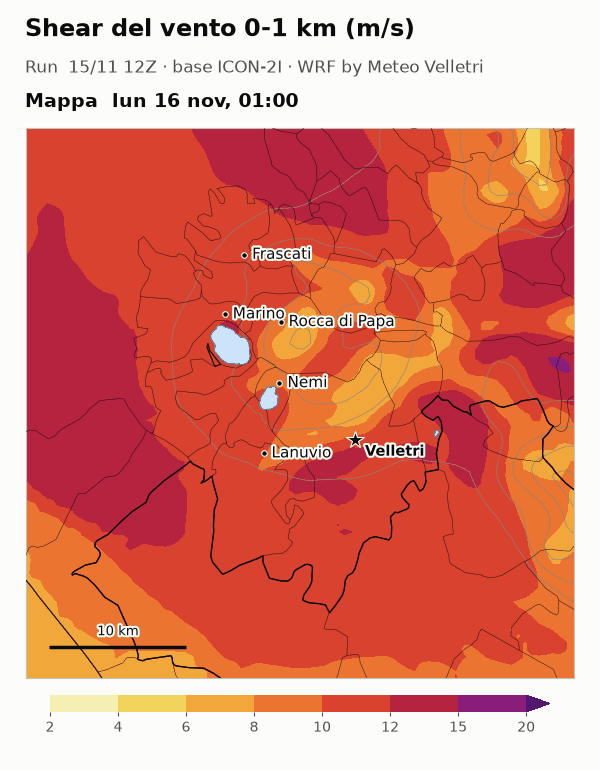 Shear del vento 0-1 km (m/s)
Run  15/11 12Z · base ICON-2I · WRF by Meteo Velletri
Mappa  lun 16 nov, 01:00
Frascati
Marino
Rocca di Papa
Nemi
Velletri
Lanuvio
10 km
2 4 6 8 10 12 15 20